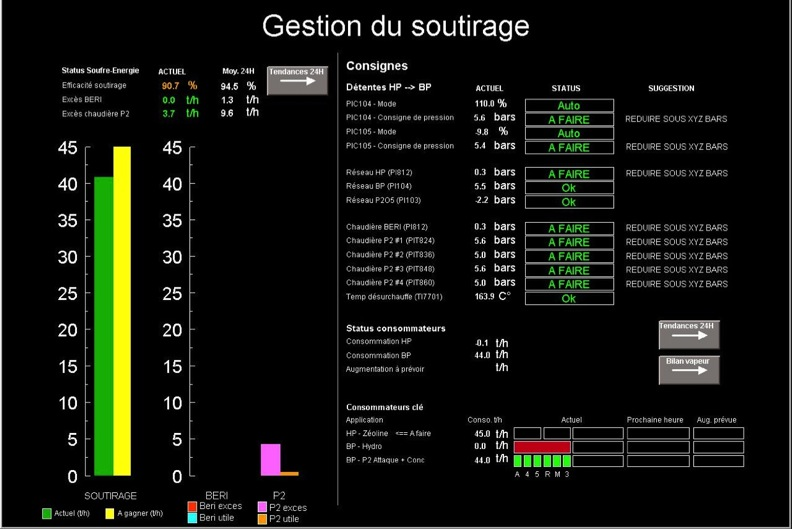 Gestion du soutirage
Status Soufre-Energie ACTUEL Moy. 24H Tendances 24H
Efficacité soutirage 90.7 % 94.5 %
Excès BERI 0.0 t/h 1.3 t/h
Excès chaudière P2 3.7 t/h 9.6 t/h
45 45
40 40
35 35
30 30
25 25
20 20
15 15
10 10
5 5
0 0
SOUTIRAGE BERI P2
Actuel (t/h) A gagner (t/h) Beri exces P2 exces
Beri utile P2 utile
Consignes
Détentes HP --> BP ACTUEL STATUS SUGGESTION
PIC104 - Mode 110.0 % Auto
PIC104 - Consigne de pression 5.6 bars A FAIRE REDUIRE SOUS XYZ BARS
PIC105 - Mode -9.8 % Auto
PIC105 - Consigne de pression 5.4 bars A FAIRE REDUIRE SOUS XYZ BARS
Réseau HP (PI812) 0.3 bars A FAIRE REDUIRE SOUS XYZ BARS
Réseau BP (PI104) 5.5 bars Ok
Réseau P2O5 (PI103) -2.2 bars Ok
Chaudière BERI (PI812) 0.3 bars A FAIRE REDUIRE SOUS XYZ BARS
Chaudière P2 #1 (PIT824) 5.6 bars A FAIRE REDUIRE SOUS XYZ BARS
Chaudière P2 #2 (PIT836) 5.0 bars A FAIRE REDUIRE SOUS XYZ BARS
Chaudière P2 #3 (PIT848) 5.6 bars A FAIRE REDUIRE SOUS XYZ BARS
Chaudière P2 #4 (PIT860) 5.0 bars A FAIRE REDUIRE SOUS XYZ BARS
Temp désurchauffe (TI7701) 163.9 C° Ok
Status consommateurs Tendances 24H
Consommation HP -0.1 t/h
Consommation BP 44.0 t/h Bilan vapeur
Augmentation à prévoir t/h
Consommateurs clé
Application Conso. t/h Actuel Prochaine heure Aug. prévue
HP - Zéoline <== A faire 45.0 t/h
BP - Hydro 0.0 t/h
BP - P2 Attaque + Conc 44.0 t/h
A 4 5 R M 3